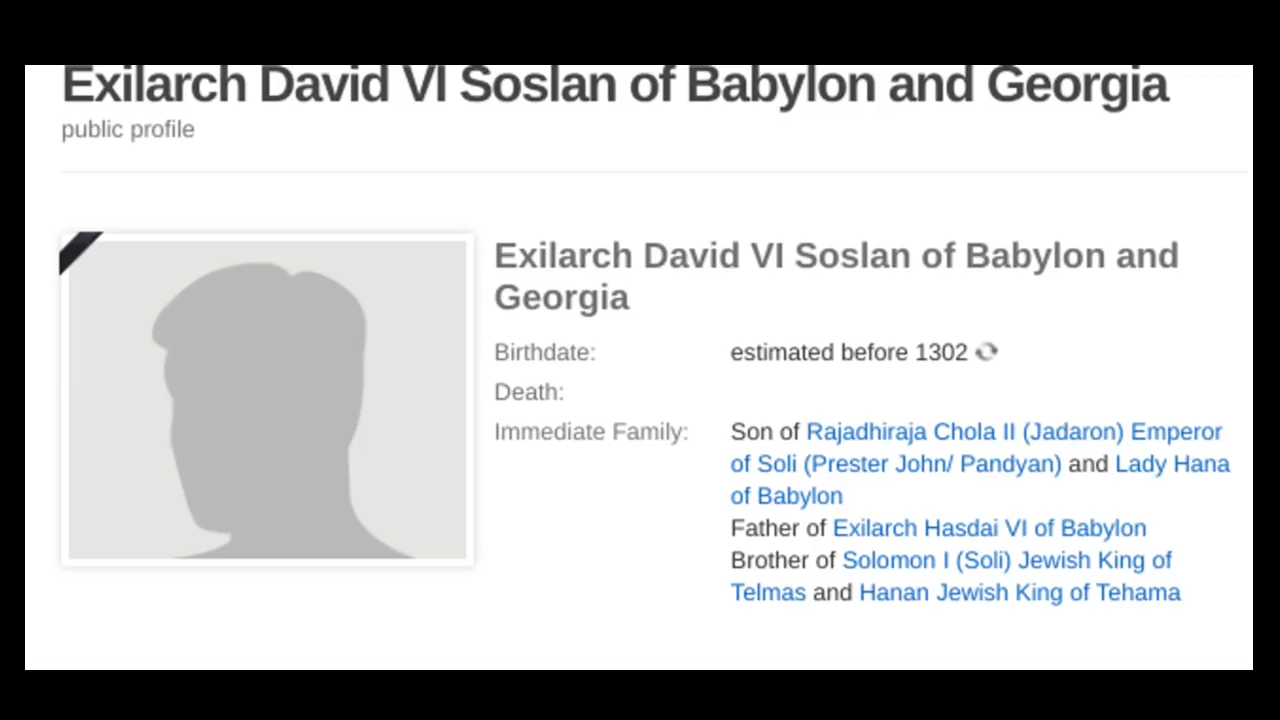 Exilarch David VI Soslan of Babylon and Georgia
public profile
Exilarch David VI Soslan of Babylon and
Georgia
Birthdate: estimated before 1302
Death:
Immediate Family: Son of Rajadhiraja Chola II (Jadaron) Emperor
of Soli (Prester John/ Pandyan) and Lady Hana
of Babylon
Father of Exilarch Hasdai VI of Babylon
Brother of Solomon I (Soli) Jewish King of
Telmas and Hanan Jewish King of Tehama